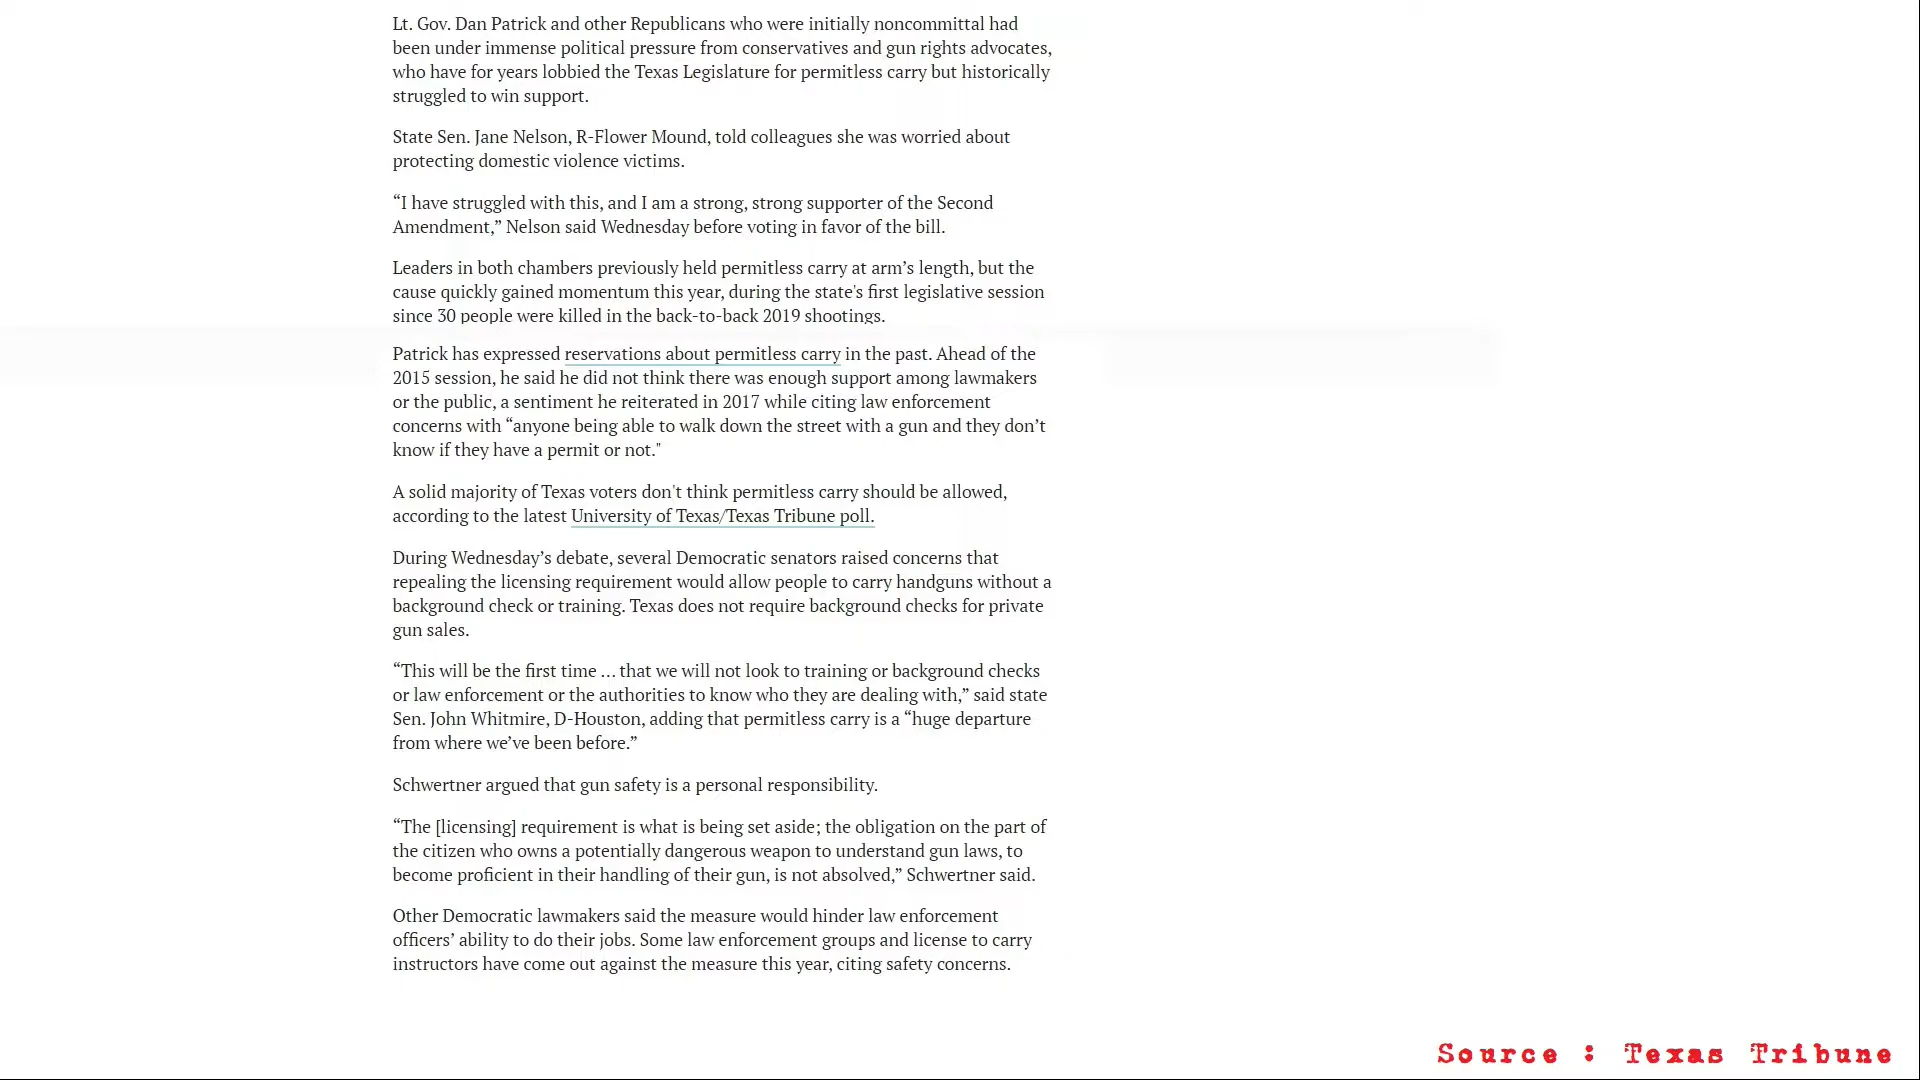 Lt. Gov. Dan Patrick and other Republicans who were initially noncommittal had
been under immense political pressure from conservatives and gun rights advocates,
who have for years lobbied the Texas Legislature for permitless carry but historically
struggled to win support.
State Sen. Jane Nelson, R-Flower Mound, told colleagues she was worried about
protecting domestic violence victims.
“I have struggled with this, and I am a strong, strong supporter of the Second
Amendment,” Nelson said Wednesday before voting in favor of the bill.
Leaders in both chambers previously held permitless carry at arm’s length, but the
cause quickly gained momentum this year, during the state's first legislative session
since 30 people were killed in the back-to-back 2019 shootings.
Patrick has expressed reservations about permitless carry in the past. Ahead of the
2015 session, he said he did not think there was enough support among lawmakers
or the public, a sentiment he reiterated in 2017 while citing law enforcement
concerns with “anyone being able to walk down the street with a gun and they don’t
know if they have a permit or not."
A solid majority of Texas voters don't think permitless carry should be allowed,
according to the latest University of Texas/Texas Tribune poll.
During Wednesday’s debate, several Democratic senators raised concerns that
repealing the licensing requirement would allow people to carry handguns without a
background check or training. Texas does not require background checks for private
gun sales.
“This will be the first time … that we will not look to training or background checks
or law enforcement or the authorities to know who they are dealing with,” said state
Sen. John Whitmire, D-Houston, adding that permitless carry is a “huge departure
from where we’ve been before.”
Schwertner argued that gun safety is a personal responsibility.
“The [licensing] requirement is what is being set aside; the obligation on the part of
the citizen who owns a potentially dangerous weapon to understand gun laws, to
become proficient in their handling of their gun, is not absolved,” Schwertner said.
Other Democratic lawmakers said the measure would hinder law enforcement
officers’ ability to do their jobs. Some law enforcement groups and license to carry
instructors have come out against the measure this year, citing safety concerns.
Source : Texas Tribune